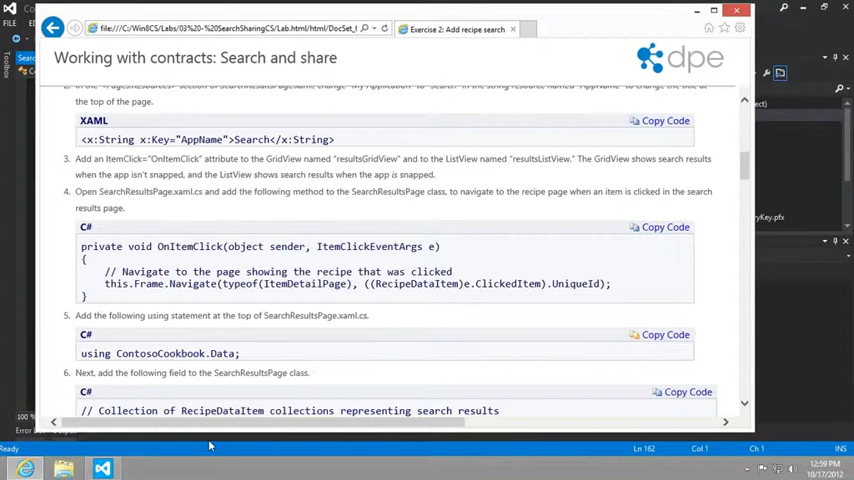 FILE
file:///C:/Win8CS/Labs/03%20-%20SearchSharingCS/Lab.html/html/DocSet_
Exercise 2: Add recipe search
Working with contracts: Search and share
dpe
Toolbox
Sear
the top of the page.
XAML
Copy Code
<x:String x:Key="AppName">Search</x:String>
3. Add an ItemClick="OnItemClick" attribute to the GridView named "resultsGridView" and to the ListView named "resultsListView." The GridView shows search results
when the app isn't snapped, and the ListView shows search results when the app is snapped.
4. Open SearchResultsPage.xaml.cs and add the following method to the SearchResultsPage class, to navigate to the recipe page when an item is clicked in the search
results page.
C#
Copy Code
private void OnItemClick(object sender, ItemClickEventArgs e)
{
// Navigate to the page showing the recipe that was clicked
this.Frame.Navigate(typeof(ItemDetailPage), ((RecipeDataItem)e.ClickedItem).UniqueId);
}
5. Add the following using statement at the top of SearchResultsPage.xaml.cs.
C#
Copy Code
using ContosoCookbook.Data;
6. Next, add the following field to the SearchResultsPage class.
C#
Copy Code
// Collection of RecipeDataItem collections representing search results
ryKey.pfx
100 %
Ready
Ln 162
Col 1
Ch 1
INS
12:59 PM
10/17/2012